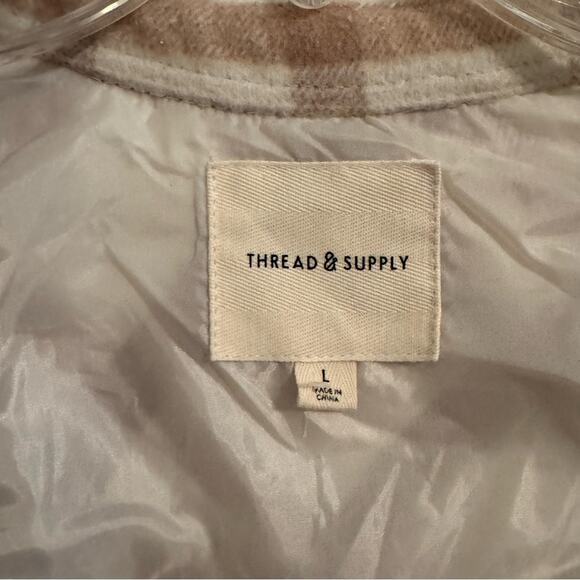 THREAD & SUPPLY
L
MADE IN
CHINA